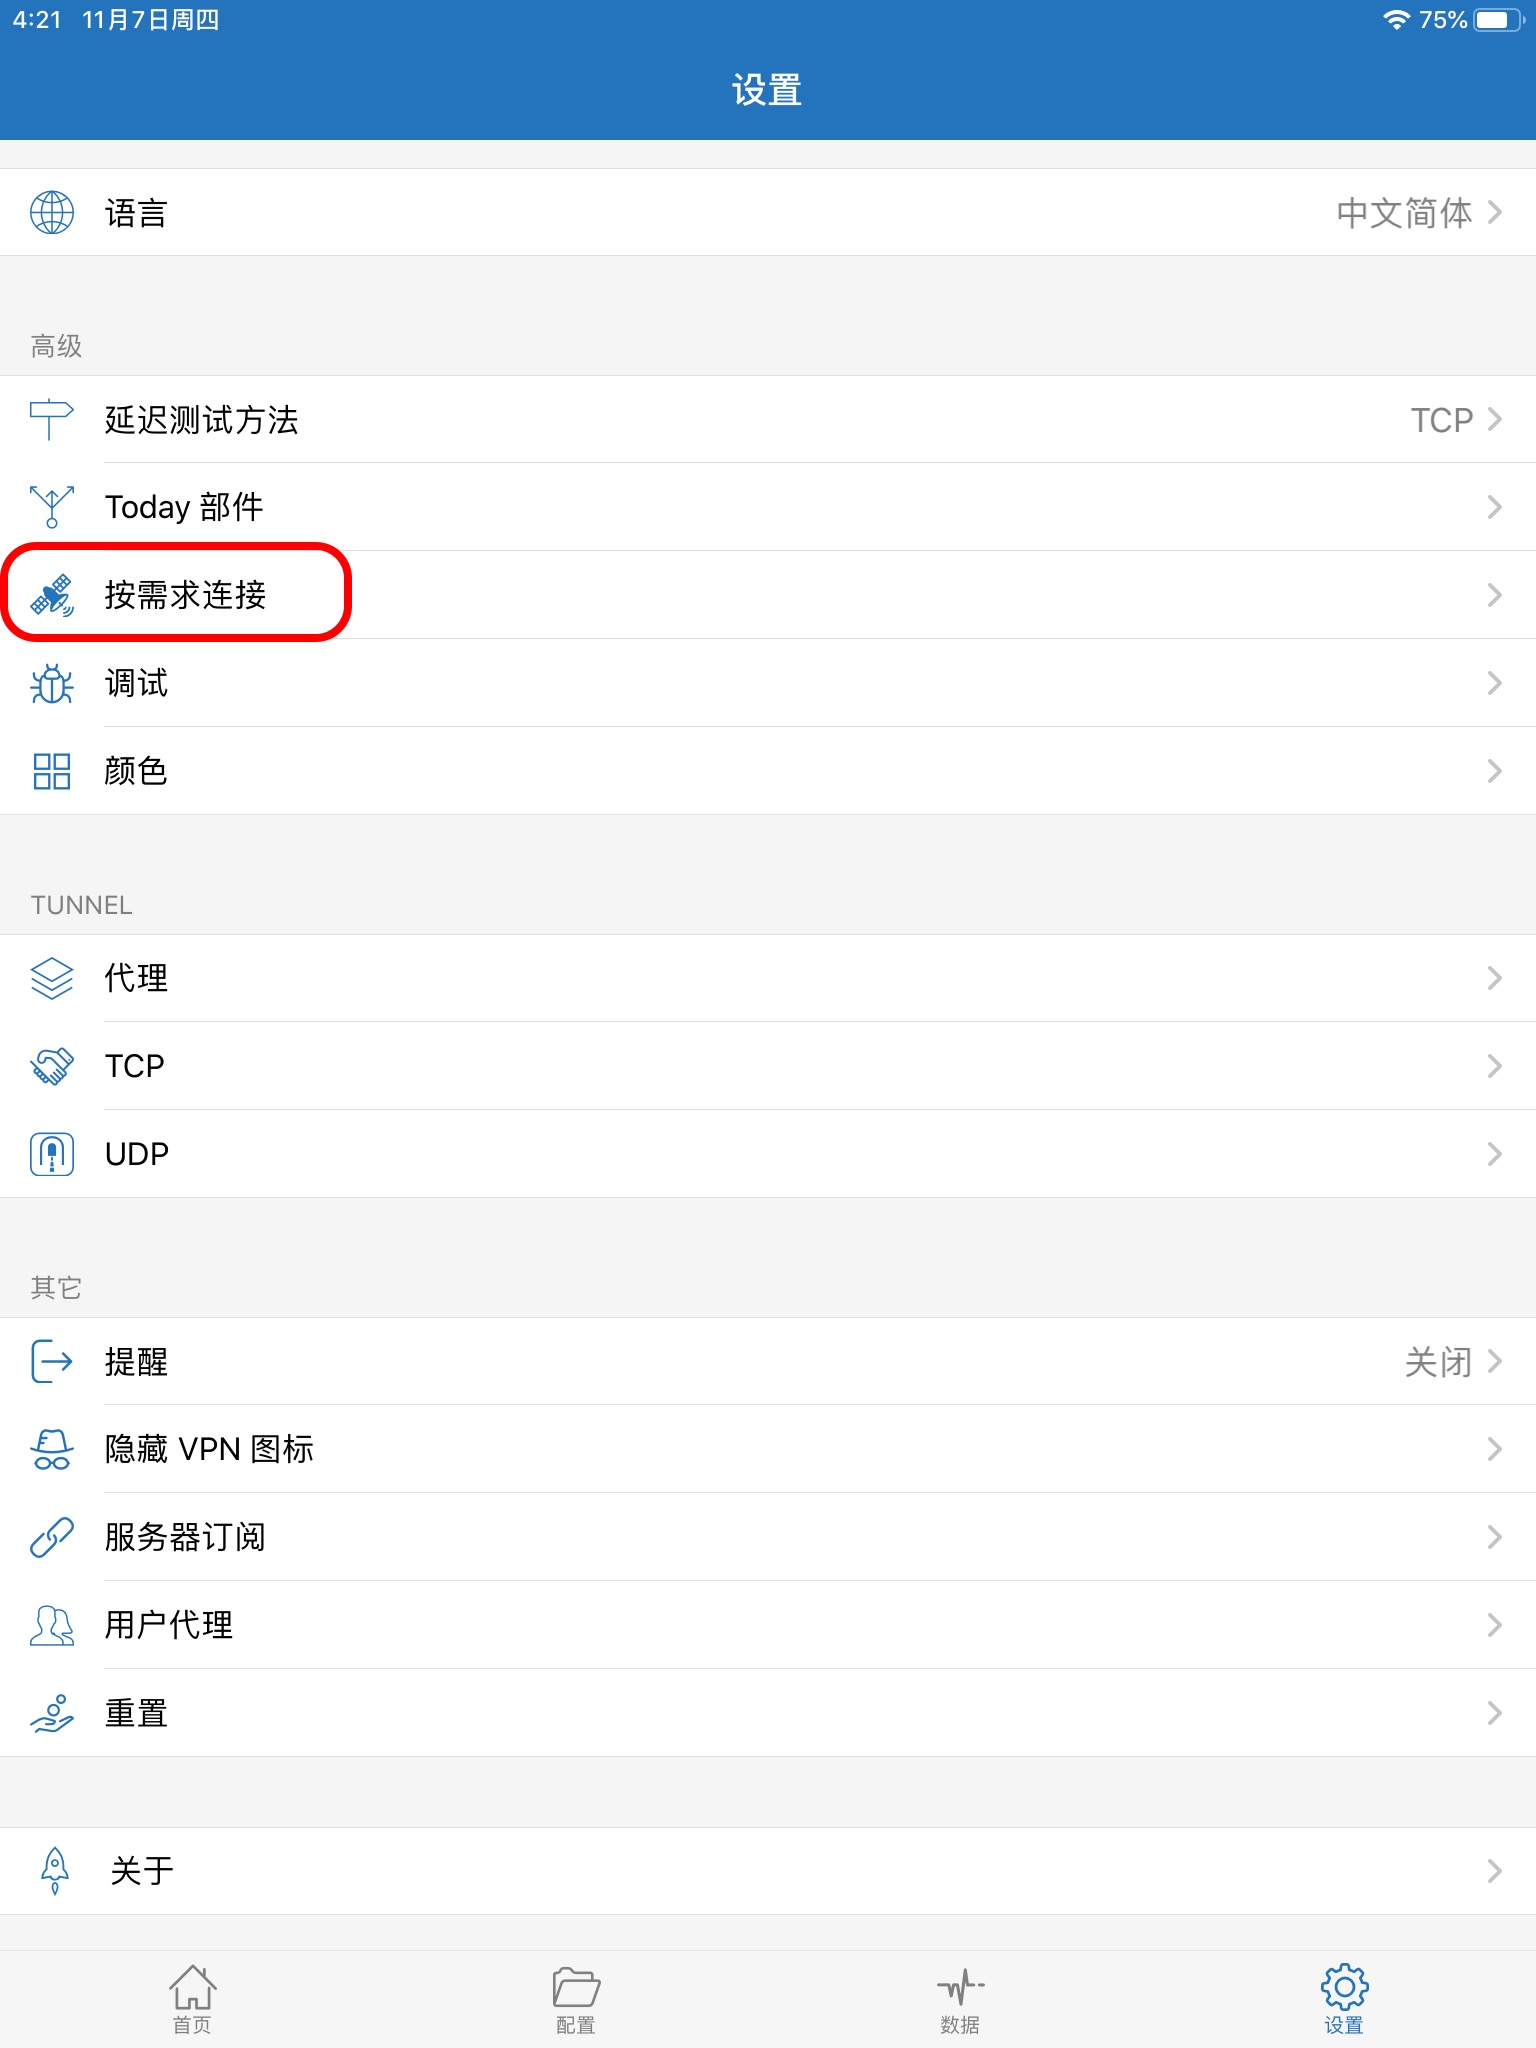 4:21 11月7日周四 75%
设置
语言 中文简体
高级
延迟测试方法 TCP
Today 部件
按需求连接
调试
颜色
TUNNEL
代理
TCP
UDP
其它
提醒 关闭
隐藏 VPN 图标
服务器订阅
用户代理
重置
关于
首页 配置 数据 设置